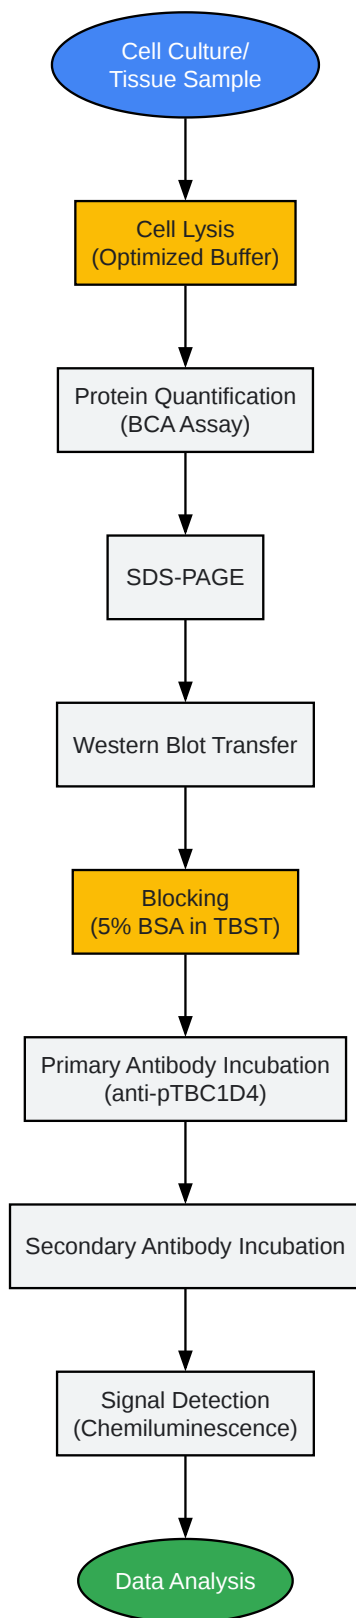 Cell Culture/
Tissue Sample
Cell Lysis
(Optimized Buffer)
Protein Quantification
(BCA Assay)
SDS-PAGE
Western Blot Transfer
Blocking
(5% BSA in TBST)
Primary Antibody Incubation
(anti-pTBC1D4)
Secondary Antibody Incubation
Signal Detection
(Chemiluminescence)
Data Analysis